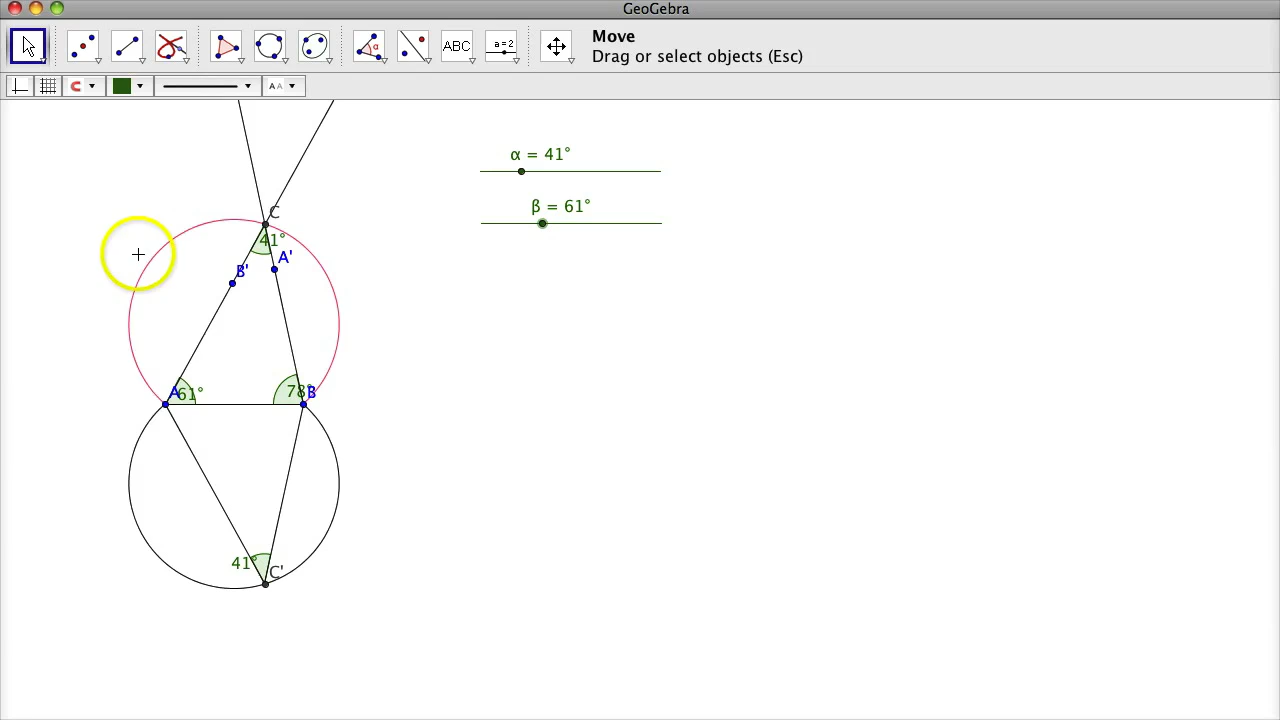 GeoGebra
Move
Drag or select objects (Esc)
α
ABC
a = 2
A A
α = 41°
β = 61°
C
41°
A'
B'
A
61°
78°
B
41°
C'